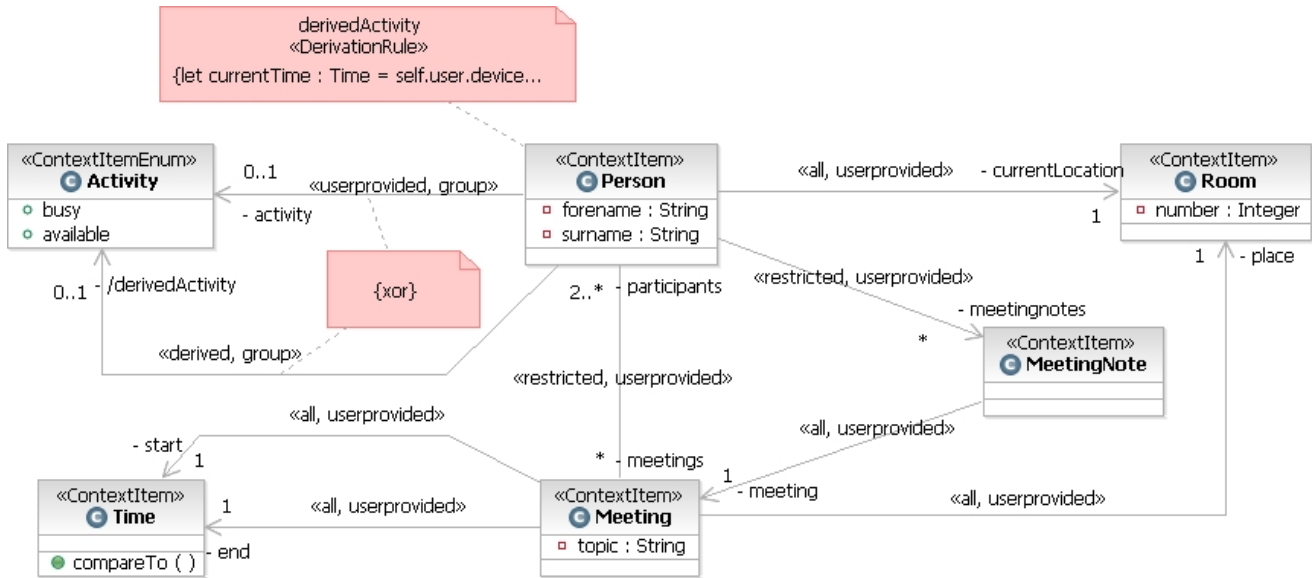 derivedActivity
«DerivationRule»
{let currentTime : Time = self.user.device...
«ContextItemEnum»
Activity
busy
available
0..1
«userprovided, group»
- activity
«ContextItem»
Person
forename : String
surname : String
«all, userprovided»
- currentLocation
1
«ContextItem»
Room
number : Integer
0..1
- /derivedActivity
{xor}
«derived, group»
2..*
- participants
«restricted, userprovided»
- meetingnotes
*
1
- place
«ContextItem»
MeetingNote
«restricted, userprovided»
«all, userprovided»
- start
1
* - meetings
«all, userprovided»
1
- meeting
«ContextItem»
Time
compareTo ( )
1
«all, userprovided»
- end
«ContextItem»
Meeting
topic : String
«all, userprovided»